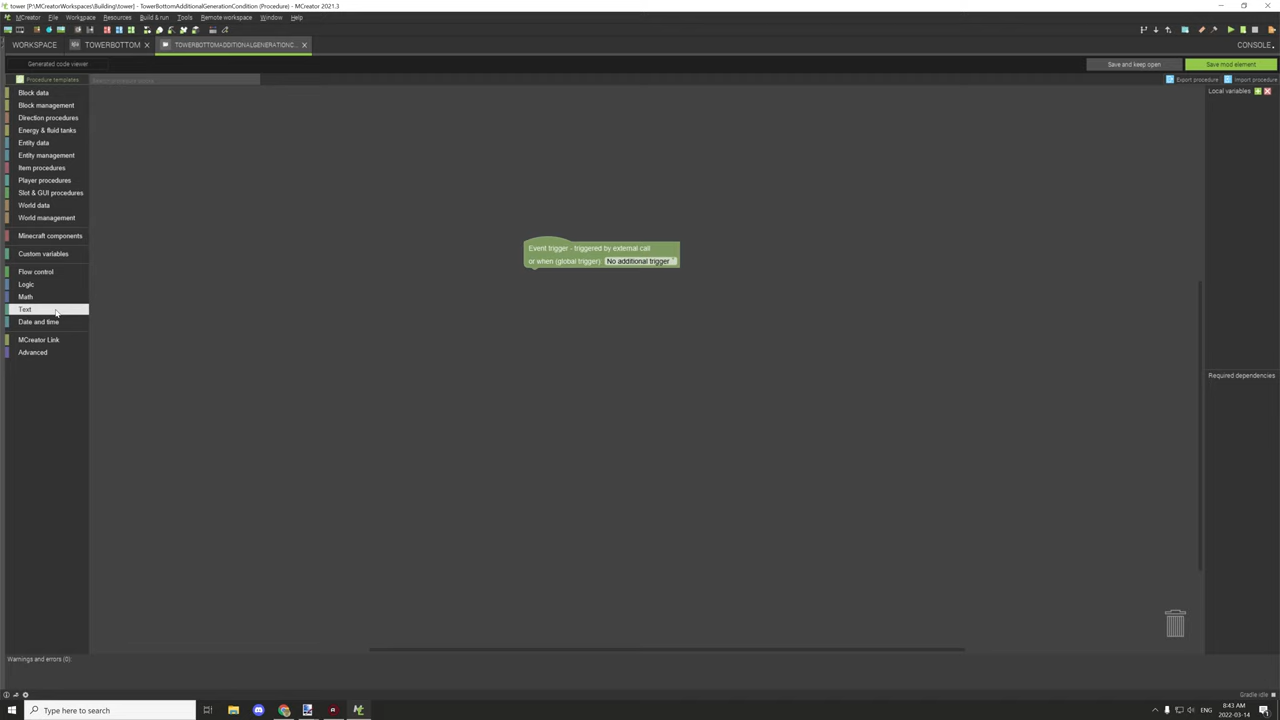 tower [P:\MCreatorWorkspaces\Building\tower] - TowerBottomAdditionalGenerationCondition (Procedure) - MCreator 2021.3
MCreator File Workspace Resources Build & run Tools Remote workspace Window Help
WORKSPACE TOWERBOTTOM TOWERBOTTOMADDITIONALGENERATIONC... CONSOLE
Generated code viewer Save and keep open Save mod element
Procedure templates Export procedure Import procedure
Local variables
Block data
Block management
Direction procedures
Energy & fluid tanks
Entity data
Entity management
Item procedures
Player procedures
Slot & GUI procedures
World data
World management
Minecraft components
Custom variables
Flow control
Logic
Math
Text
Date and time
MCreator Link
Advanced
Event trigger - triggered by external call
or when (global trigger): No additional trigger
Required dependencies
Warnings and errors (0):
Gradle idle
Type here to search
ENG
8:43 AM
2022-03-14